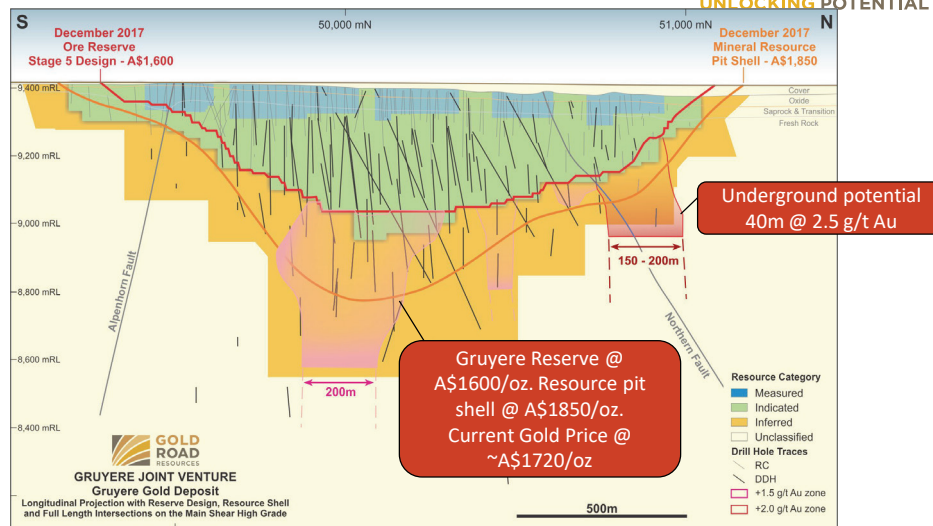 UNLOCKING POTENTIAL
S
50,000 mN
51,000 mN
N
December 2017
Ore Reserve
Stage 5 Design - A$1,600
December 2017
Mineral Resource
Pit Shell - A$1,850
9,400 mRL
Cover
Oxide
Saprock & Transition
Fresh Rock
9,200 mRL
9,000 mRL
8,800 mRL
8,600 mRL
8,400 mRL
Alpenhorn Fault
Northern Fault
Underground potential
40m @ 2.5 g/t Au
150 - 200m
200m
Gruyere Reserve @
A$1600/oz. Resource pit
shell @ A$1850/oz.
Current Gold Price @
~A$1720/oz
Resource Category
Measured
Indicated
Inferred
Unclassified
Drill Hole Traces
RC
DDH
+1.5 g/t Au zone
+2.0 g/t Au zone
GOLD
ROAD
RESOURCES
GRUYERE JOINT VENTURE
Gruyere Gold Deposit
Longitudinal Projection with Reserve Design, Resource Shell
and Full Length Intersections on the Main Shear High Grade
500m